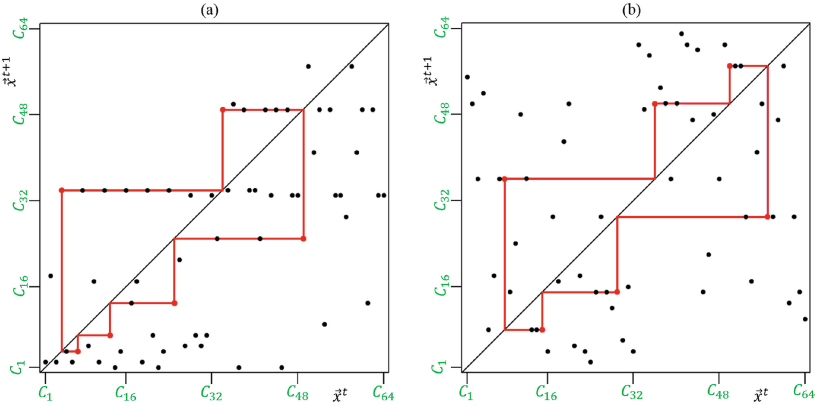 (a)
C₆₄
C₄₈
C₃₂
C₁₆
C₁
x⃗ᵗ⁺¹
C₁ C₁₆ C₃₂ C₄₈ x⃗ᵗ C₆₄
(b)
C₆₄
C₄₈
C₃₂
C₁₆
C₁
x⃗ᵗ⁺¹
C₁ C₁₆ C₃₂ C₄₈ x⃗ᵗ C₆₄